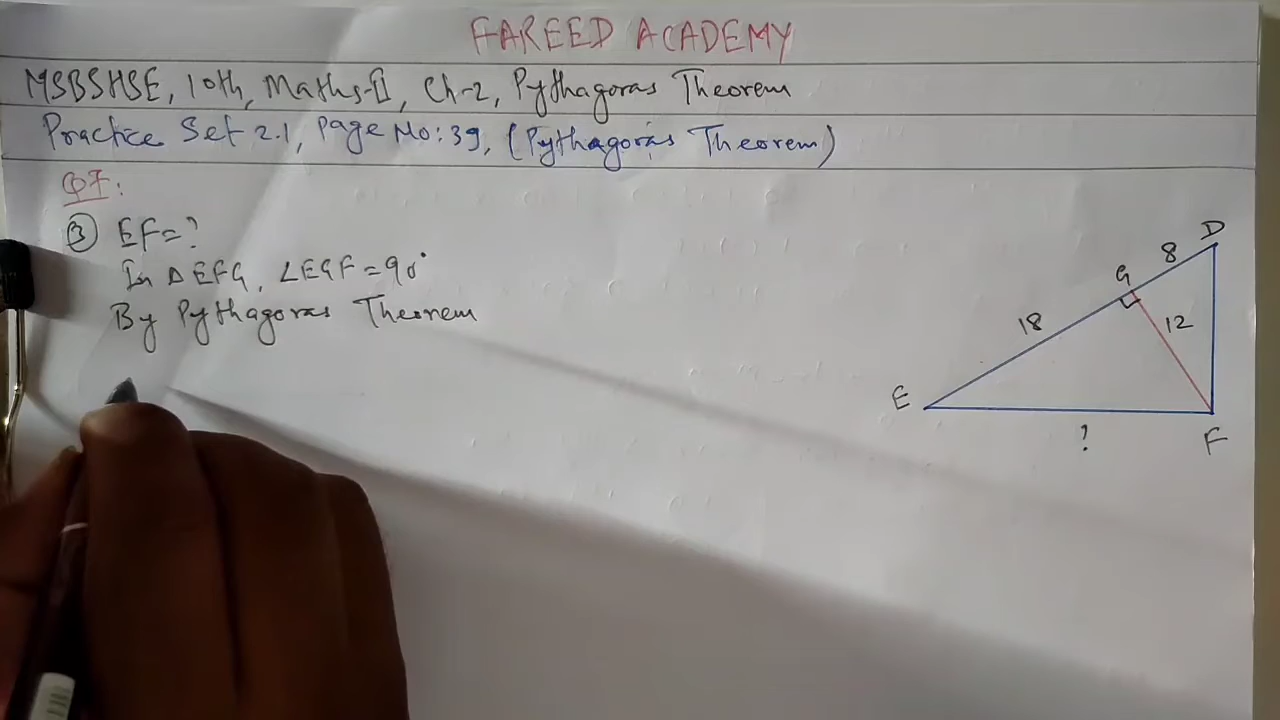 FAREED ACADEMY
MSBSHSE, 10th, Maths-II, Ch-2, Pythagoras Theorem
Practice Set 2.1, Page No: 39, (Pythagoras Theorem)
Q7:
③ EF=?
In △EFG, ∠EGF=90°
By Pythagoras Theorem
D
8
G
18
12
E
?
F